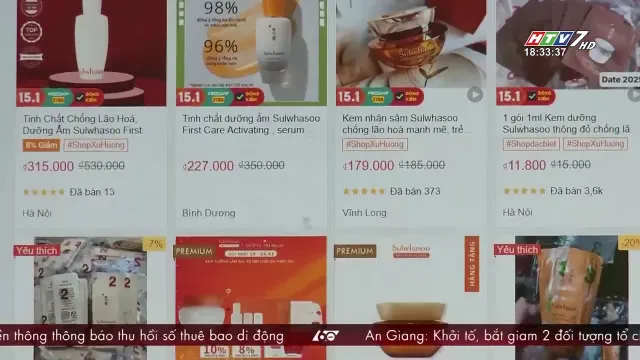 HTV7 HD
18:33:37
98%
96%
Sulwhasoo
Date 2025
15.1
15.1
15.1
15.1
Tinh Chất Chống Lão Hoá,
Dưỡng Ẩm Sulwhasoo First
8% Giảm #ShopXuHuong
₫315.000 ₫530.000
Đã bán 13
Hà Nội
Tinh chất dưỡng ẩm Sulwhasoo
First Care Activating , serum
₫227.000 ₫350.000
Bình Dương
Kem nhân sâm Sulwhasoo
chống lão hoá mạnh mẽ, trẻ...
#ShopXuHuong
₫179.000 ₫185.000
Đã bán 373
Vĩnh Long
1 gói 1ml Kem dưỡng
Sulwhasoo thông đỏ chống lã
#Shopdacbiet #ShopXuHuong
₫11.800 ₫15.000
Đã bán 3,6k
Hà Nội
Yêu thích
7%
PREMIUM
10% 8%
PREMIUM
Sulwhasoo
HÀNG TẶNG
Yêu thích
-20%
ền thông thông báo thu hồi số thuê bao di động
60
An Giang: Khởi tố, bắt giam 2 đối tượng tổ c